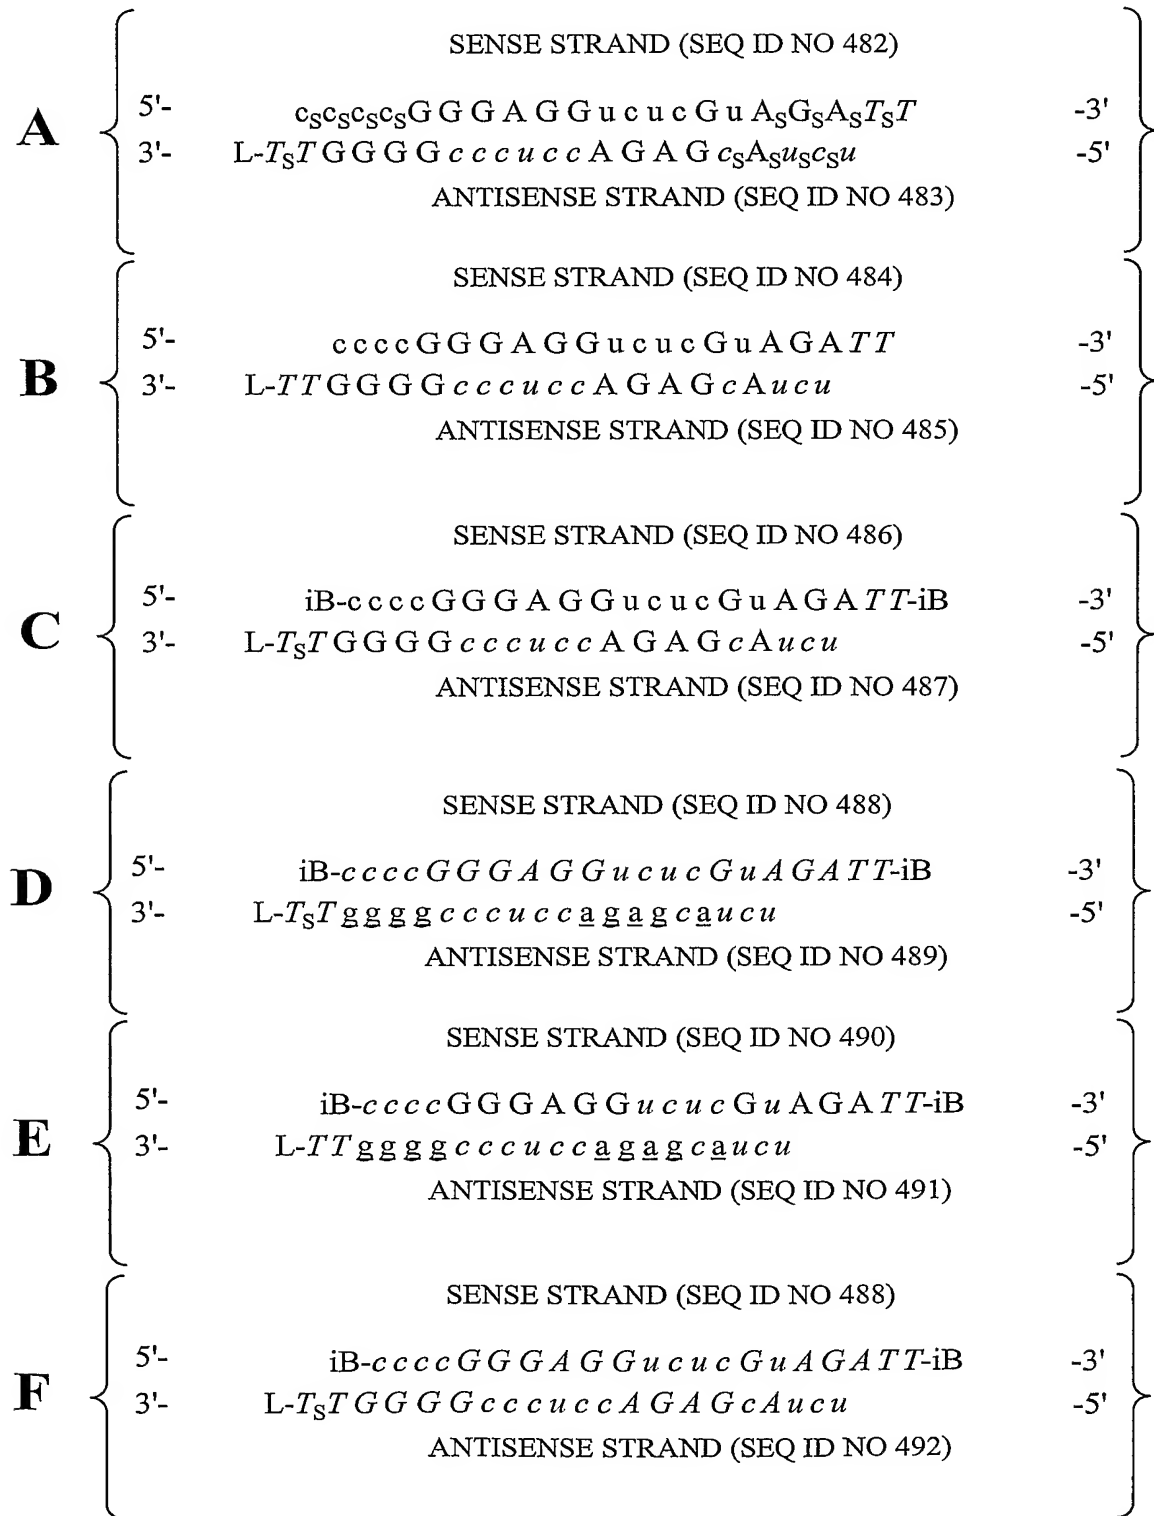 SENSE STRAND (SEQ ID NO 482)
A
5'- cscscscsGGGAGGucucGuAsGsAsTsT -3'
3'- L-TsTGGGGcccuccAGAGcsAsuscsu -5'
ANTISENSE STRAND (SEQ ID NO 483)
SENSE STRAND (SEQ ID NO 484)
B
5'- ccccGGGAGGucucGuAGATT -3'
3'- L-TTGGGGcccuccAGAGcAucu -5'
ANTISENSE STRAND (SEQ ID NO 485)
SENSE STRAND (SEQ ID NO 486)
C
5'- iB-ccccGGGAGGucucGuAGATT-iB -3'
3'- L-TsTGGGGcccuccAGAGcAucu -5'
ANTISENSE STRAND (SEQ ID NO 487)
SENSE STRAND (SEQ ID NO 488)
D
5'- iB-ccccGGGAGGucucGuAGATT-iB -3'
3'- L-TsTggggcccuccagagcaucu -5'
ANTISENSE STRAND (SEQ ID NO 489)
SENSE STRAND (SEQ ID NO 490)
E
5'- iB-ccccGGGAGGucucGuAGATT-iB -3'
3'- L-TTggggcccuccagagcaucu -5'
ANTISENSE STRAND (SEQ ID NO 491)
SENSE STRAND (SEQ ID NO 488)
F
5'- iB-ccccGGGAGGucucGuAGATT-iB -3'
3'- L-TsTGGGGcccuccAGAGcAucu -5'
ANTISENSE STRAND (SEQ ID NO 492)